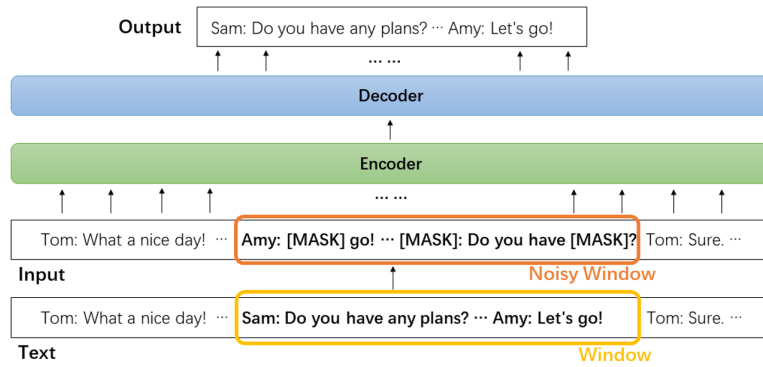 Output
Sam: Do you have any plans? ··· Amy: Let's go!
··· ···
Decoder
Encoder
··· ···
Tom: What a nice day! ··· Amy: [MASK] go! ··· [MASK]: Do you have [MASK]? Tom: Sure. ···
Input
Noisy Window
Tom: What a nice day! ··· Sam: Do you have any plans? ··· Amy: Let's go! Tom: Sure. ···
Text
Window